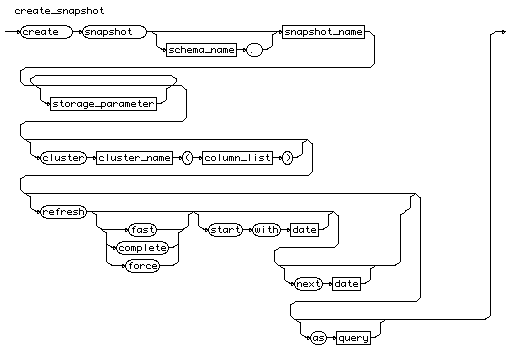 create_snapshot
create snapshot snapshot_name
schema_name .
storage_parameter
cluster cluster_name ( column_list )
refresh
fast start with date
complete
force
next date
as query